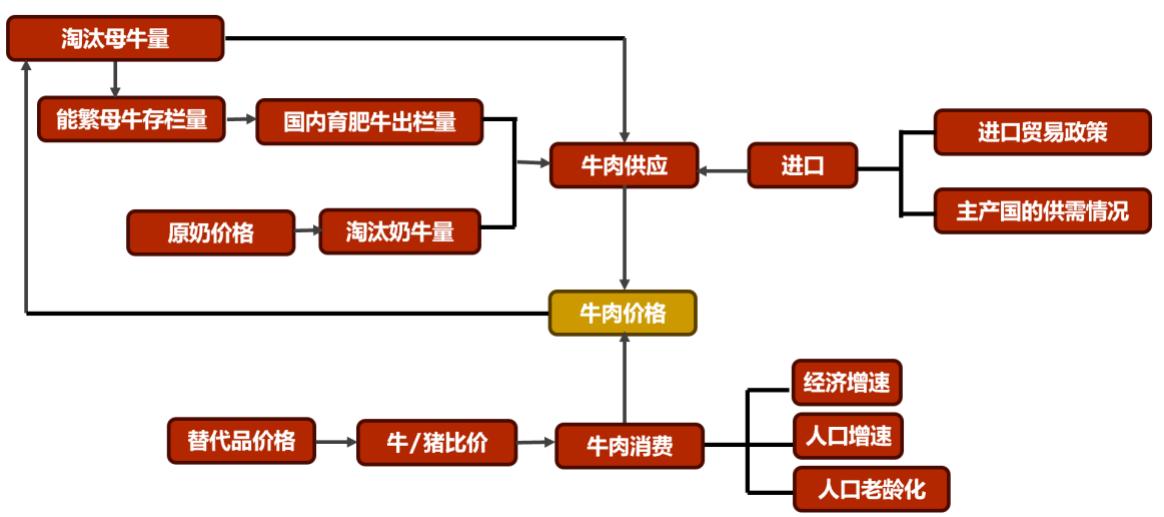 淘汰母牛量
能繁母牛存栏量
国内育肥牛出栏量
原奶价格
淘汰奶牛量
牛肉供应
进口
进口贸易政策
主产国的供需情况
牛肉价格
替代品价格
牛/猪比价
牛肉消费
经济增速
人口增速
人口老龄化